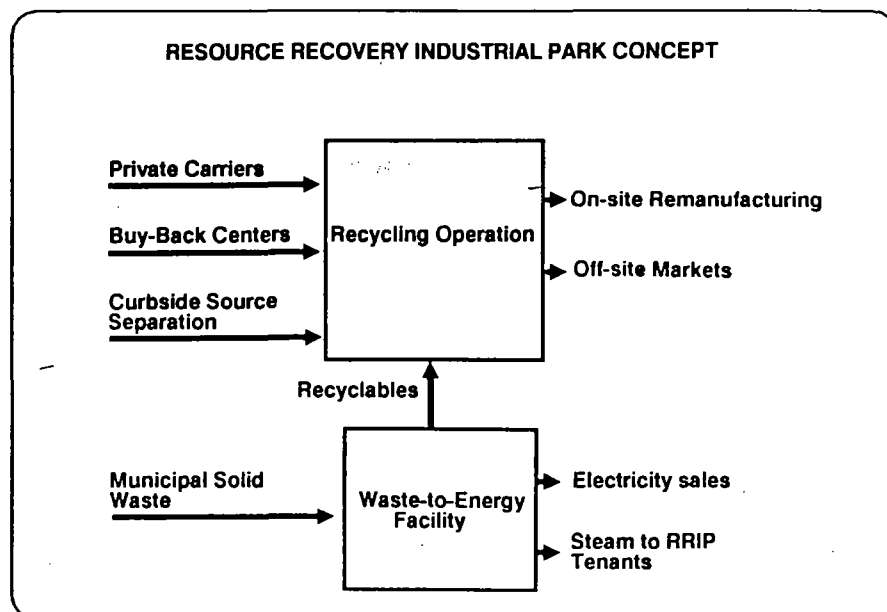 RESOURCE RECOVERY INDUSTRIAL PARK CONCEPT
Private Carriers
Buy-Back Centers
Curbside Source
Separation
Recycling Operation
On-site Remanufacturing
Off-site Markets
Recyclables
Municipal Solid
Waste
Waste-to-Energy
Facility
Electricity sales
Steam to RRIP
Tenants